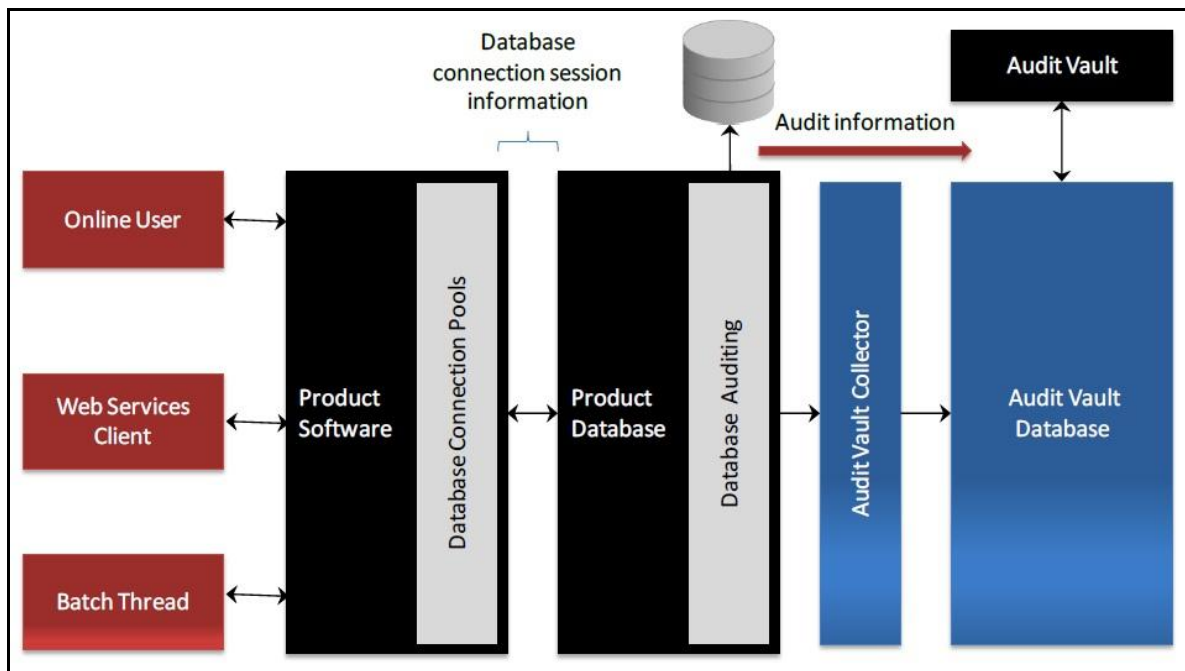 Database
connection session
information
Audit Vault
Audit information
Online User
Web Services
Client
Batch Thread
Product
Software
Database Connection Pools
Product
Database
Database Auditing
Audit Vault Collector
Audit Vault
Database